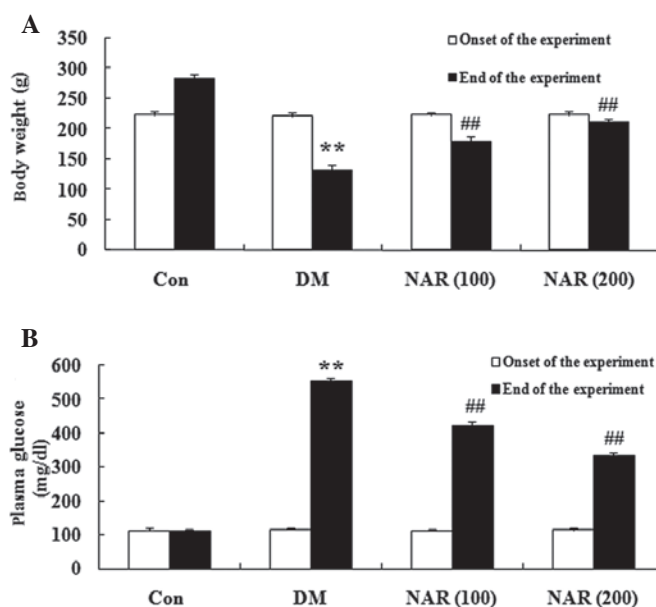 A
350
300
250
200
150
100
50
0
Body weight (g)
Onset of the experiment
End of the experiment
**
##
##
Con DM NAR (100) NAR (200)
B
600
500
400
300
200
100
0
Plasma glucose
(mg/dl)
Onset of the experiment
End of the experiment
**
##
##
Con DM NAR (100) NAR (200)